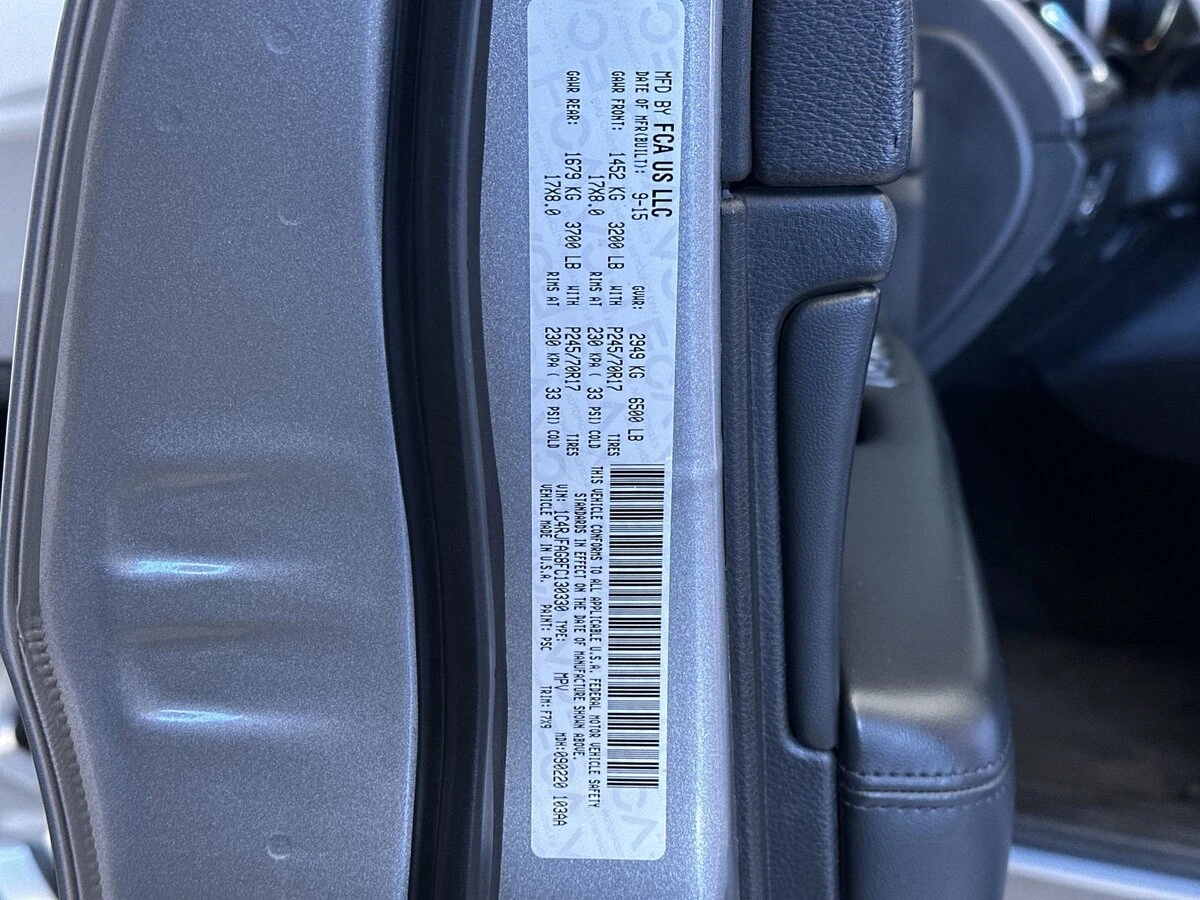 MFD BY FCA US LLC
DATE OF MFR(BUILT): 9-15 GVWR: 2949 KG 6500 LB
GAWR FRONT: 1452 KG 3200 LB WITH P245/70R17 TIRES
17X8.0 RIMS AT 230 KPA ( 33 PSI) COLD
GAWR REAR: 1679 KG 3700 LB WITH P245/70R17 TIRES
17X8.0 RIMS AT 230 KPA ( 33 PSI) COLD
THIS VEHICLE CONFORMS TO ALL APPLICABLE U.S.A. FEDERAL MOTOR VEHICLE SAFETY
STANDARDS IN EFFECT ON THE DATE OF MANUFACTURE SHOWN ABOVE.
VIN: 1C4RJFAG8FC130330 TYPE: MPV MDH:090220 103AA
VEHICLE MADE IN U.S.A. PAINT: PSC TRIM:F7X9